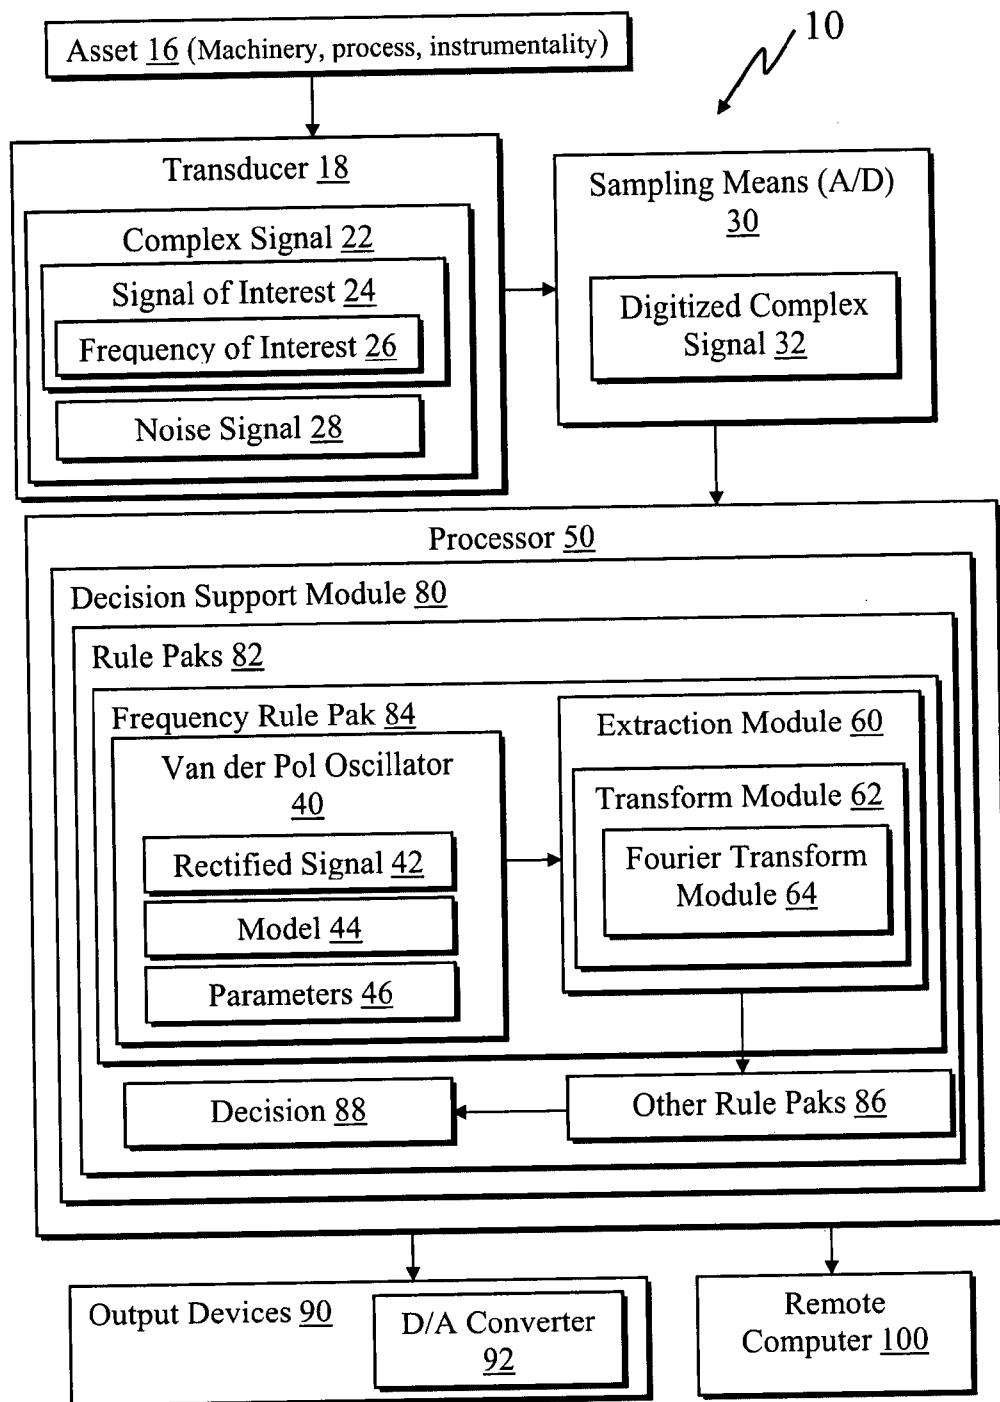 10
Asset 16 (Machinery, process, instrumentality)
Transducer 18
Complex Signal 22
Signal of Interest 24
Frequency of Interest 26
Noise Signal 28
Sampling Means (A/D)
30
Digitized Complex
Signal 32
Processor 50
Decision Support Module 80
Rule Paks 82
Frequency Rule Pak 84
Van der Pol Oscillator
40
Rectified Signal 42
Model 44
Parameters 46
Extraction Module 60
Transform Module 62
Fourier Transform
Module 64
Other Rule Paks 86
Decision 88
Output Devices 90
D/A Converter
92
Remote
Computer 100